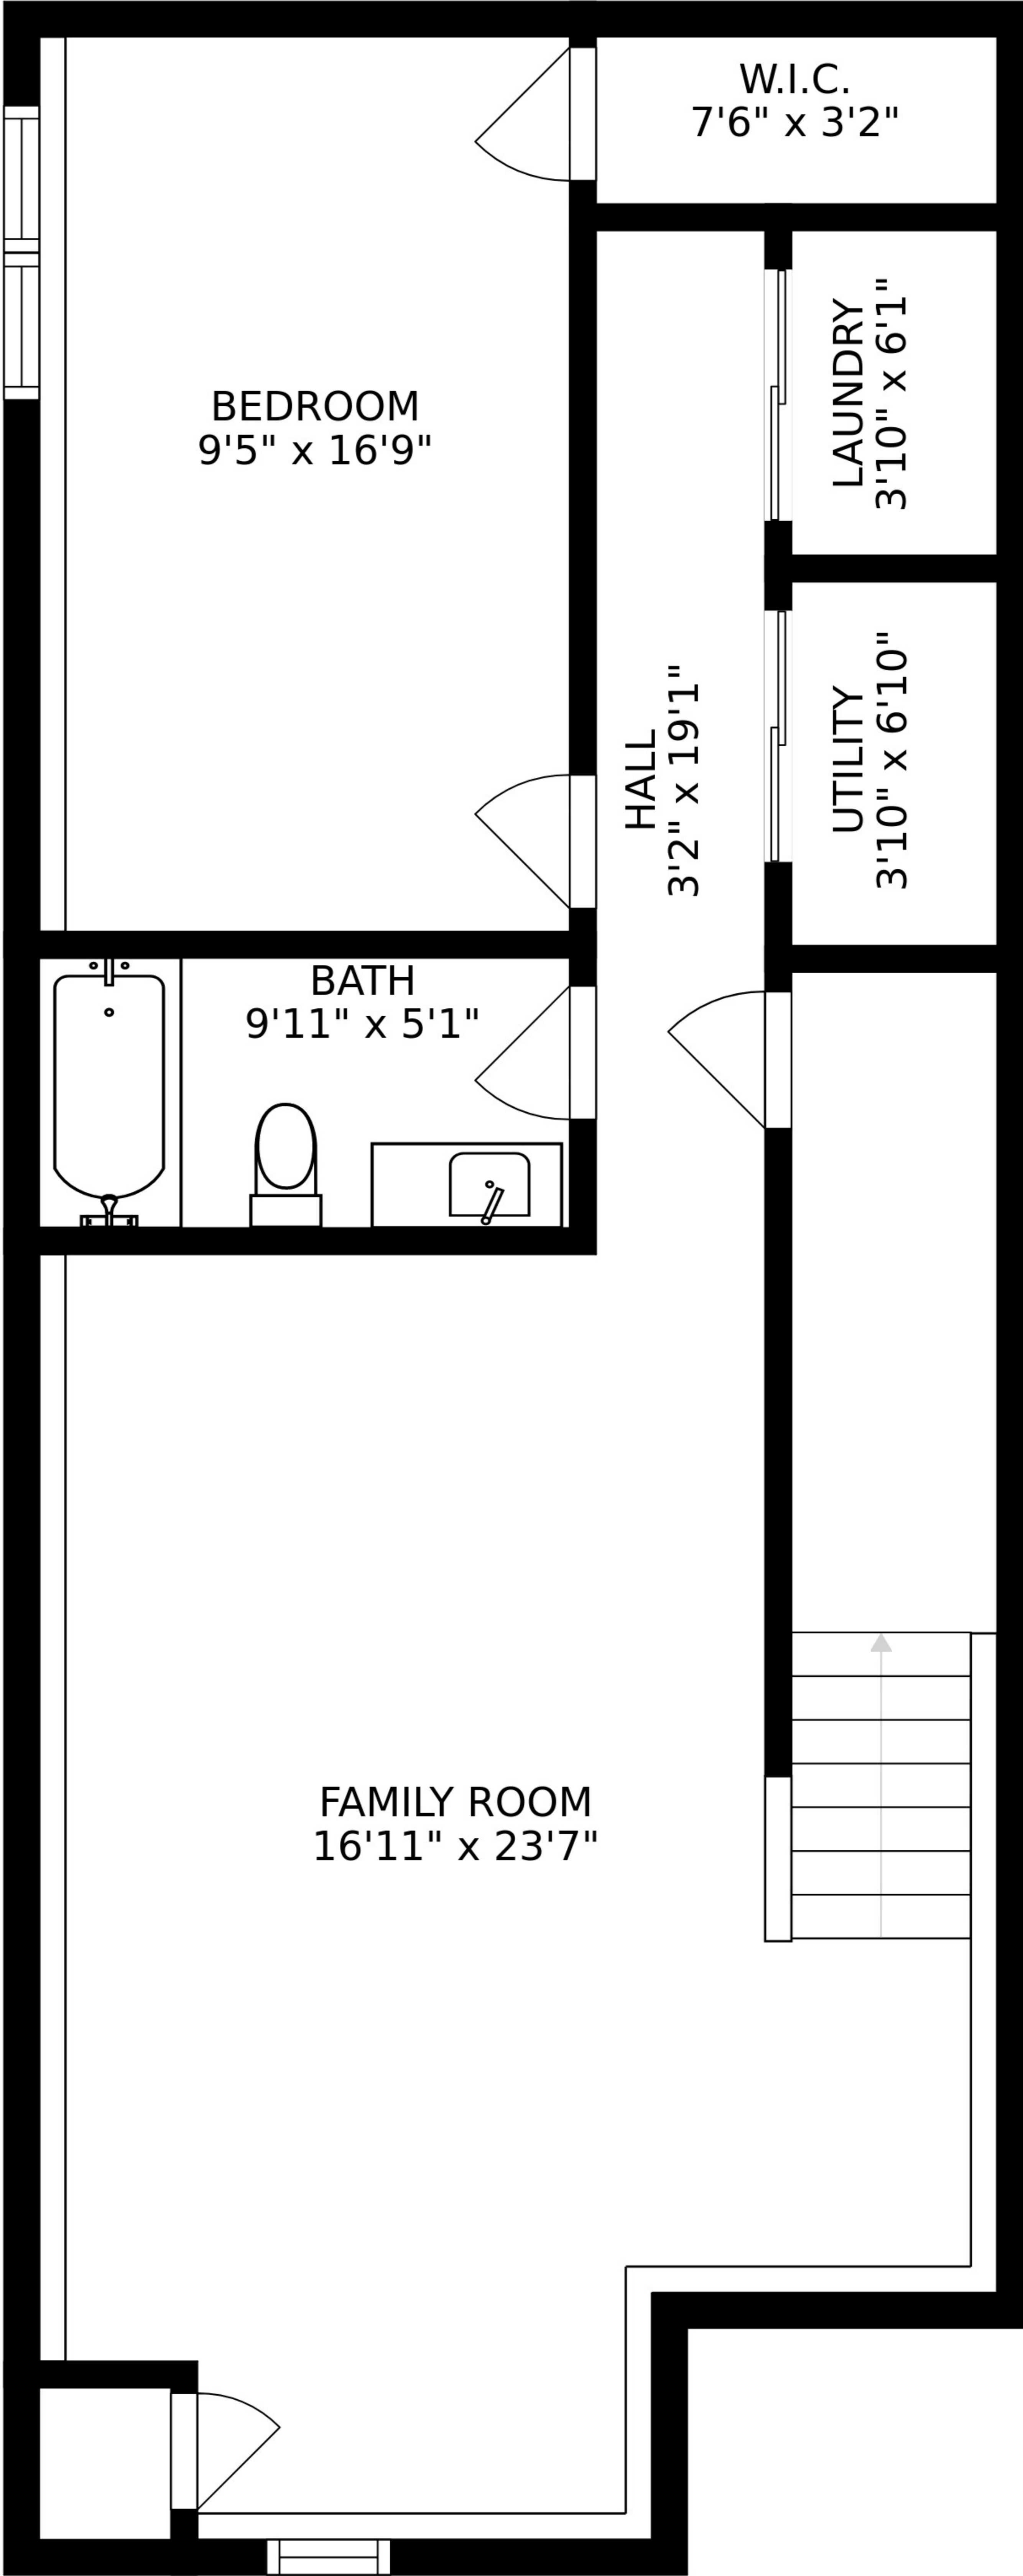 W.I.C.
7'6" x 3'2"
BEDROOM
9'5" x 16'9"
LAUNDRY
3'10" x 6'1"
HALL
3'2" x 19'1"
UTILITY
3'10" x 6'10"
BATH
9'11" x 5'1"
FAMILY ROOM
16'11" x 23'7"